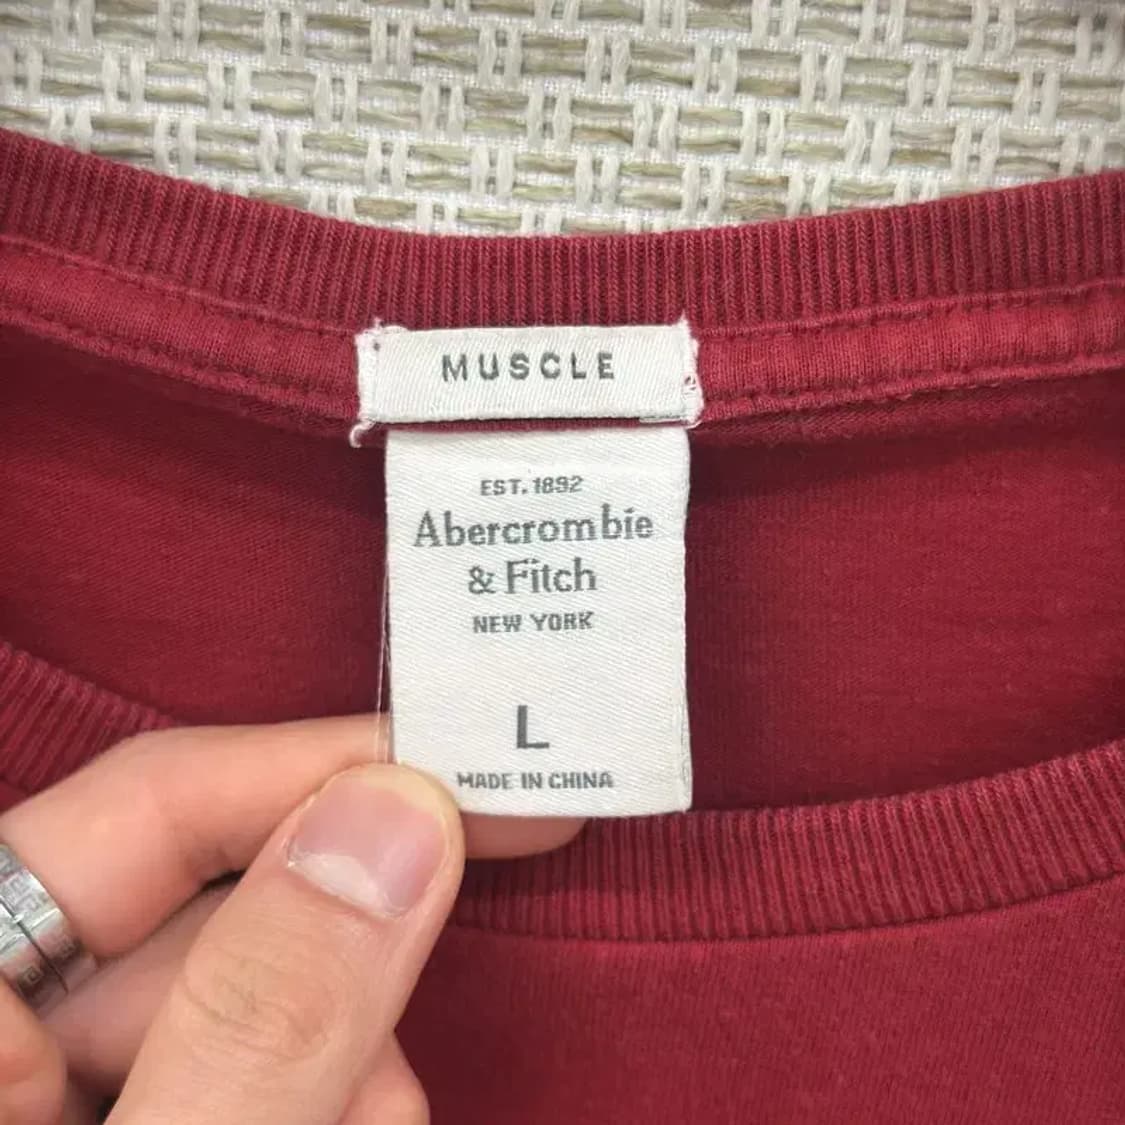 MUSCLE
EST. 1892
Abercrombie
& Fitch
NEW YORK
L
MADE IN CHINA